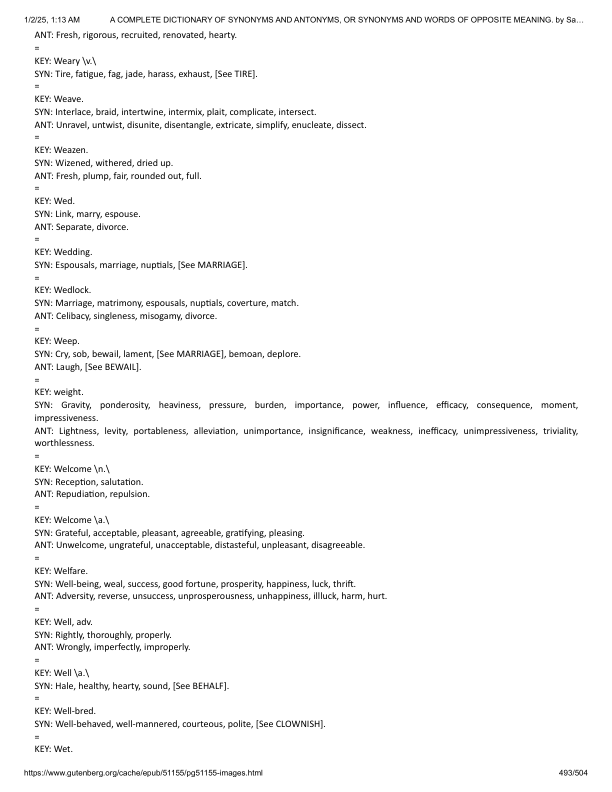 1/2/25, 1:13 AM A COMPLETE DICTIONARY OF SYNONYMS AND ANTONYMS, OR SYNONYMS AND WORDS OF OPPOSITE MEANING. by Sa…
ANT: Fresh, rigorous, recruited, renovated, hearty.
=
KEY: Weary \v.\
SYN: Tire, fatigue, fag, jade, harass, exhaust, [See TIRE].
=
KEY: Weave.
SYN: Interlace, braid, intertwine, intermix, plait, complicate, intersect.
ANT: Unravel, untwist, disunite, disentangle, extricate, simplify, enucleate, dissect.
=
KEY: Weazen.
SYN: Wizened, withered, dried up.
ANT: Fresh, plump, fair, rounded out, full.
=
KEY: Wed.
SYN: Link, marry, espouse.
ANT: Separate, divorce.
=
KEY: Wedding.
SYN: Espousals, marriage, nuptials, [See MARRIAGE].
=
KEY: Wedlock.
SYN: Marriage, matrimony, espousals, nuptials, coverture, match.
ANT: Celibacy, singleness, misogamy, divorce.
=
KEY: Weep.
SYN: Cry, sob, bewail, lament, [See MARRIAGE], bemoan, deplore.
ANT: Laugh, [See BEWAIL].
=
KEY: weight.
SYN: Gravity, ponderosity, heaviness, pressure, burden, importance, power, influence, efficacy, consequence, moment,
impressiveness.
ANT: Lightness, levity, portableness, alleviation, unimportance, insignificance, weakness, inefficacy, unimpressiveness, triviality,
worthlessness.
=
KEY: Welcome \n.\
SYN: Reception, salutation.
ANT: Repudiation, repulsion.
=
KEY: Welcome \a.\
SYN: Grateful, acceptable, pleasant, agreeable, gratifying, pleasing.
ANT: Unwelcome, ungrateful, unacceptable, distasteful, unpleasant, disagreeable.
=
KEY: Welfare.
SYN: Well-being, weal, success, good fortune, prosperity, happiness, luck, thrift.
ANT: Adversity, reverse, unsuccess, unprosperousness, unhappiness, illluck, harm, hurt.
=
KEY: Well, adv.
SYN: Rightly, thoroughly, properly.
ANT: Wrongly, imperfectly, improperly.
=
KEY: Well \a.\
SYN: Hale, healthy, hearty, sound, [See BEHALF].
=
KEY: Well-bred.
SYN: Well-behaved, well-mannered, courteous, polite, [See CLOWNISH].
=
KEY: Wet.
https://www.gutenberg.org/cache/epub/51155/pg51155-images.html 493/504